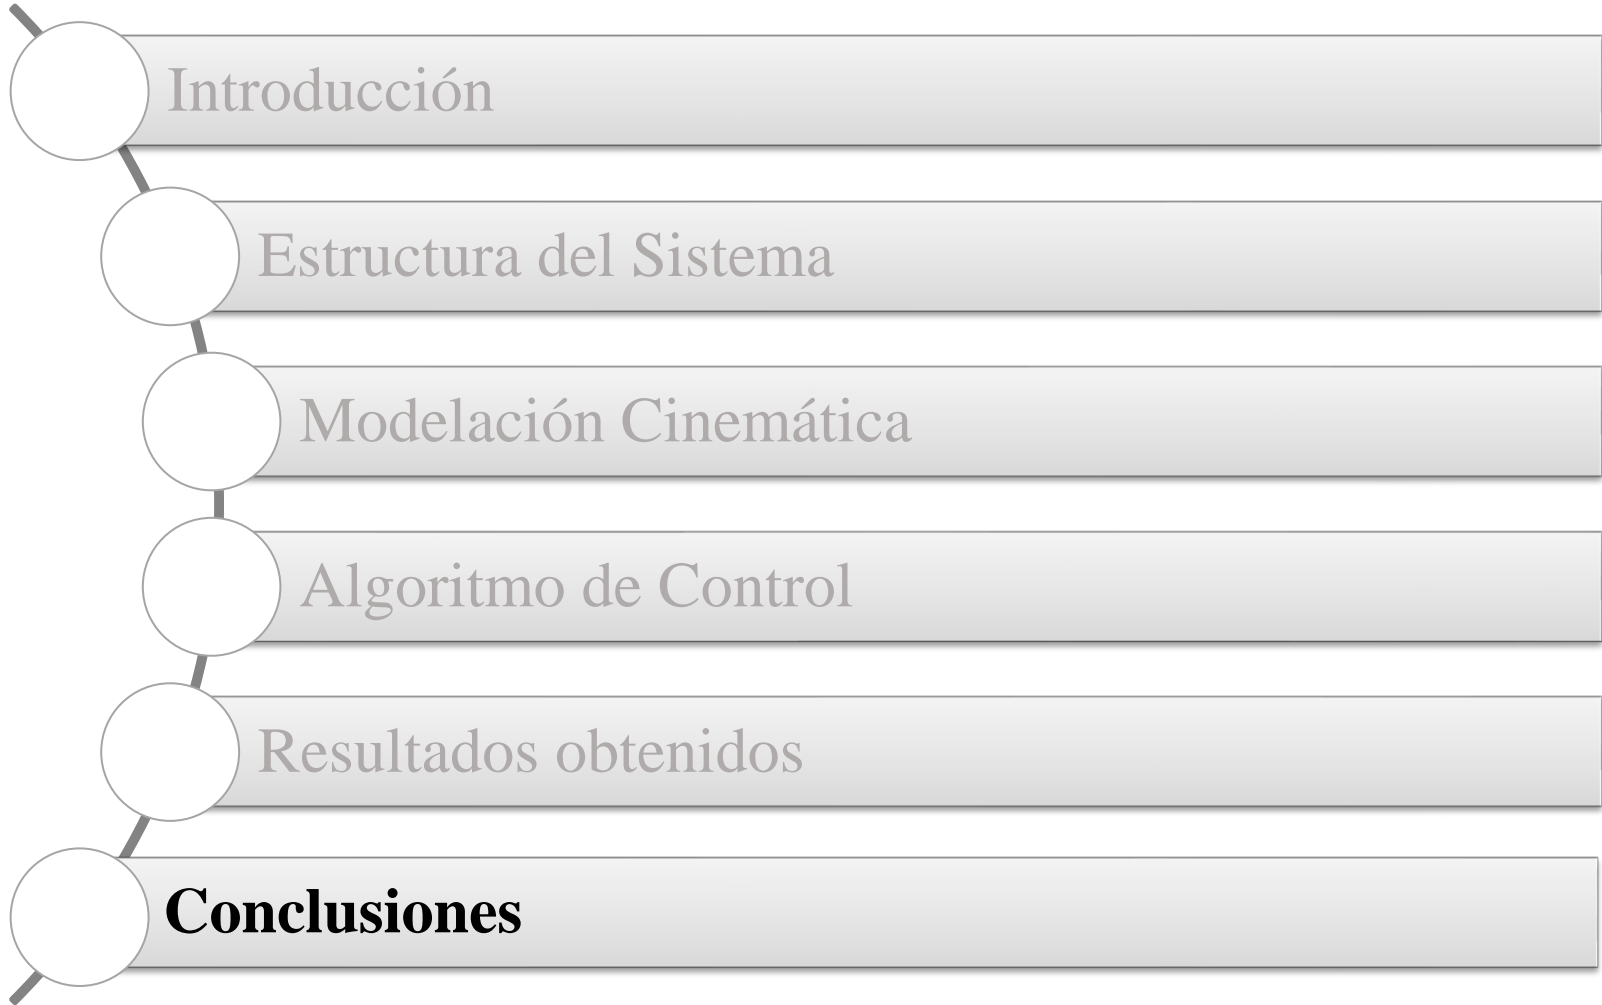 Introducción
Estructura del Sistema
Modelación Cinemática
Algoritmo de Control
Resultados obtenidos
Conclusiones